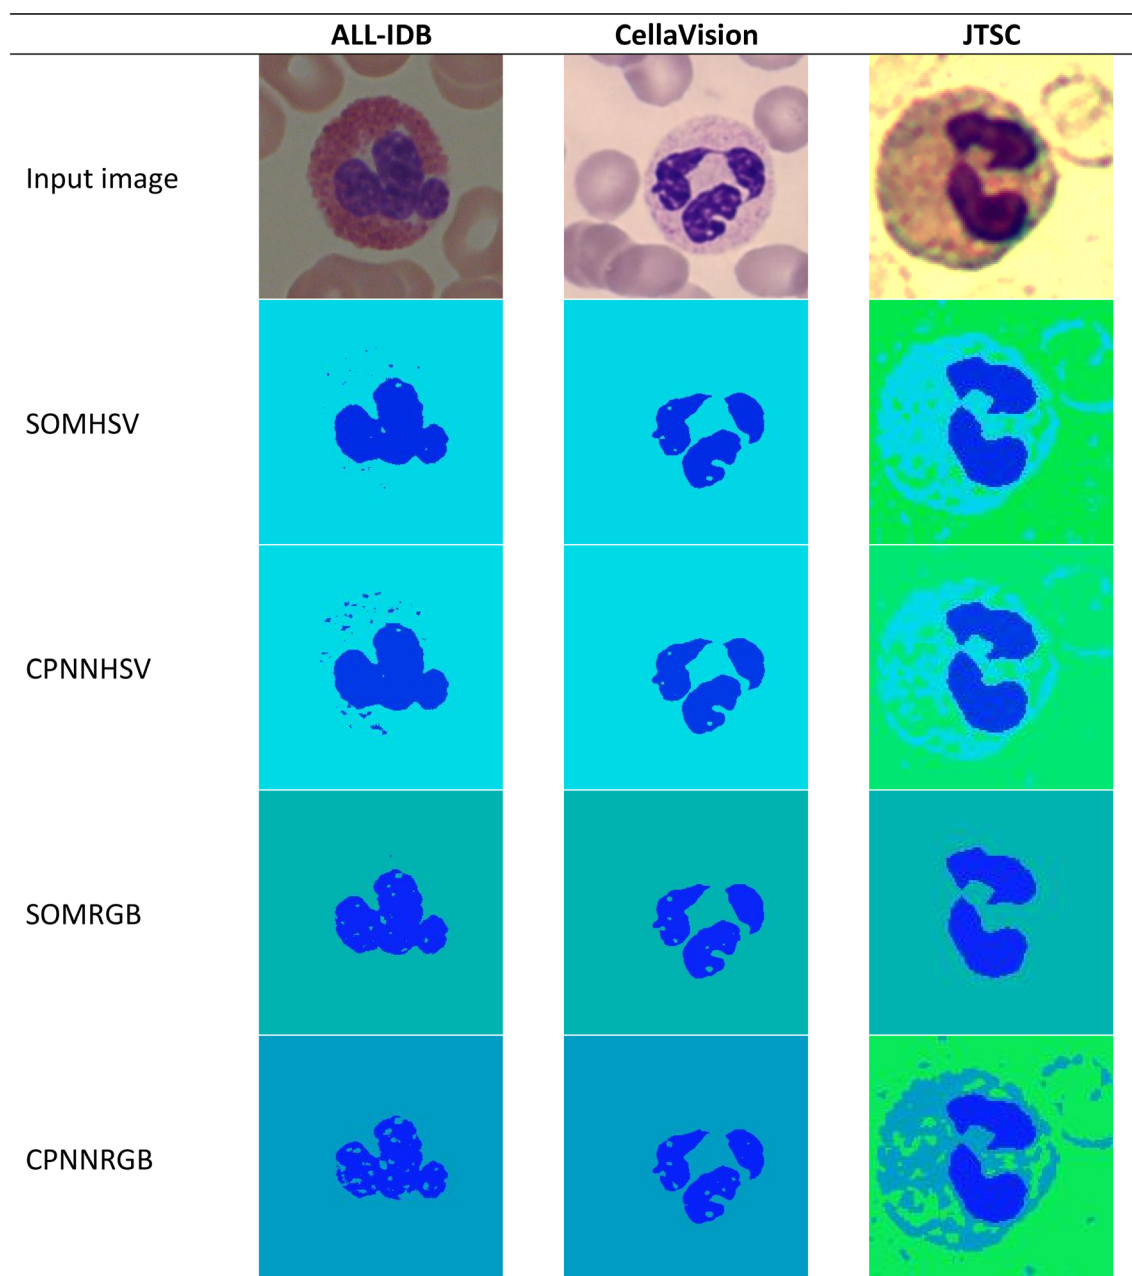 ALL-IDB CellaVision JTSC
Input image
SOMHSV
CPNNHSV
SOMRGB
CPNNRGB